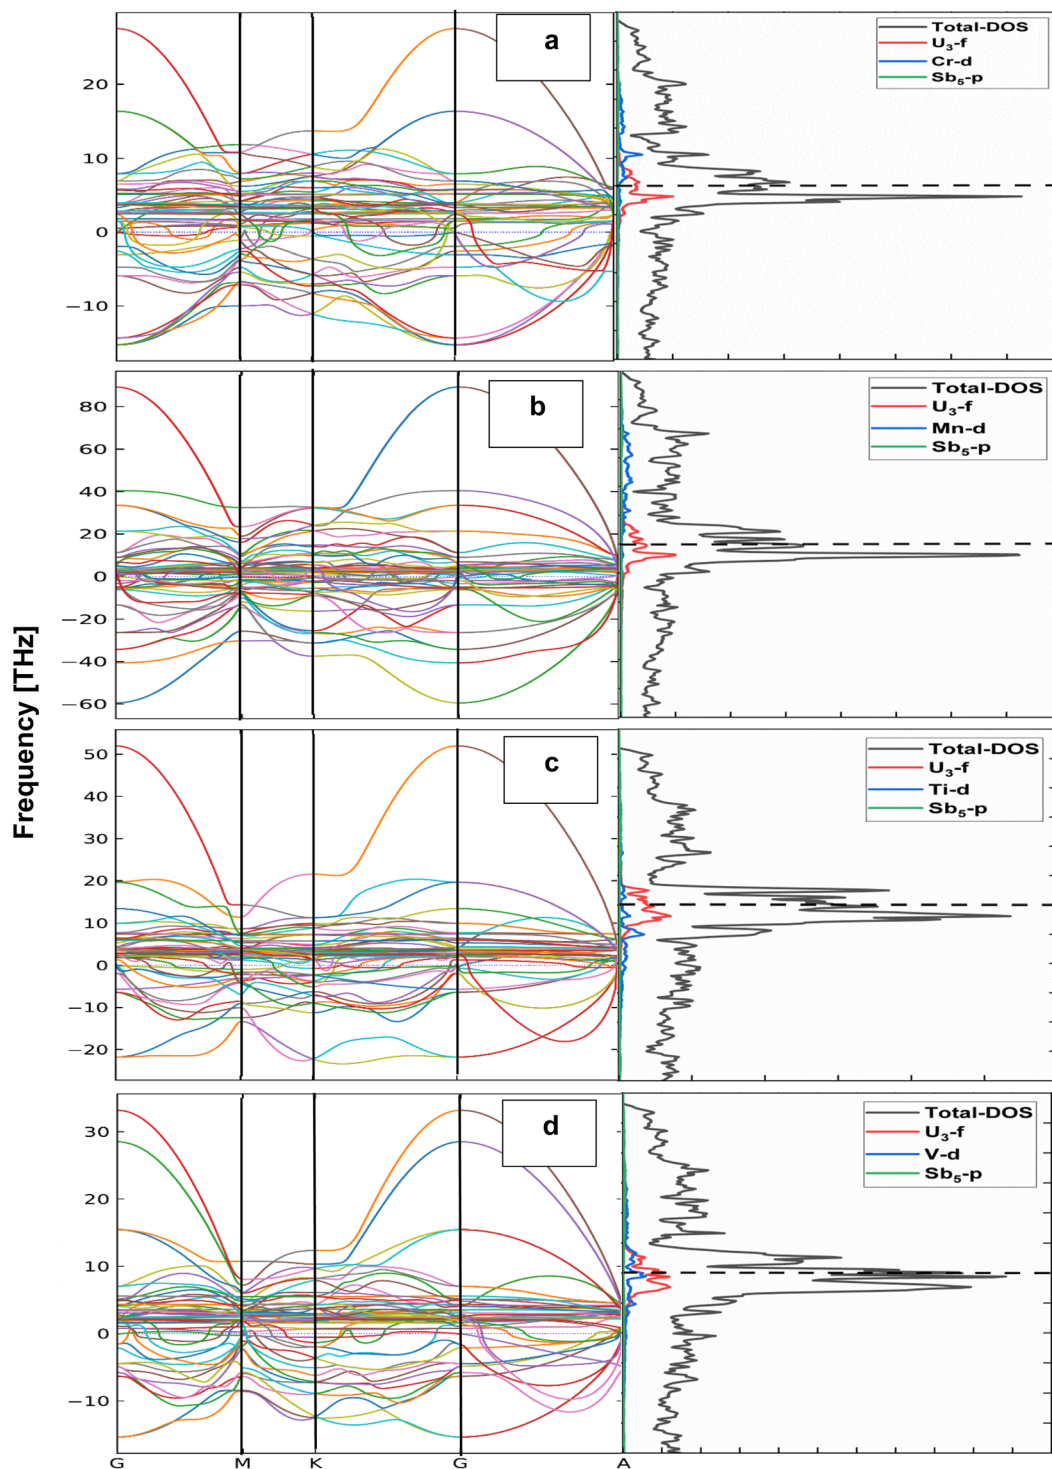 Frequency [THz]
a
20
10
0
−10
Total-DOS
U₃-f
Cr-d
Sb₅-p
b
80
60
40
20
0
−20
−40
−60
Total-DOS
U₃-f
Mn-d
Sb₅-p
c
50
40
30
20
10
0
−10
−20
Total-DOS
U₃-f
Ti-d
Sb₅-p
d
30
20
10
0
−10
Total-DOS
U₃-f
V-d
Sb₅-p
G M K G A